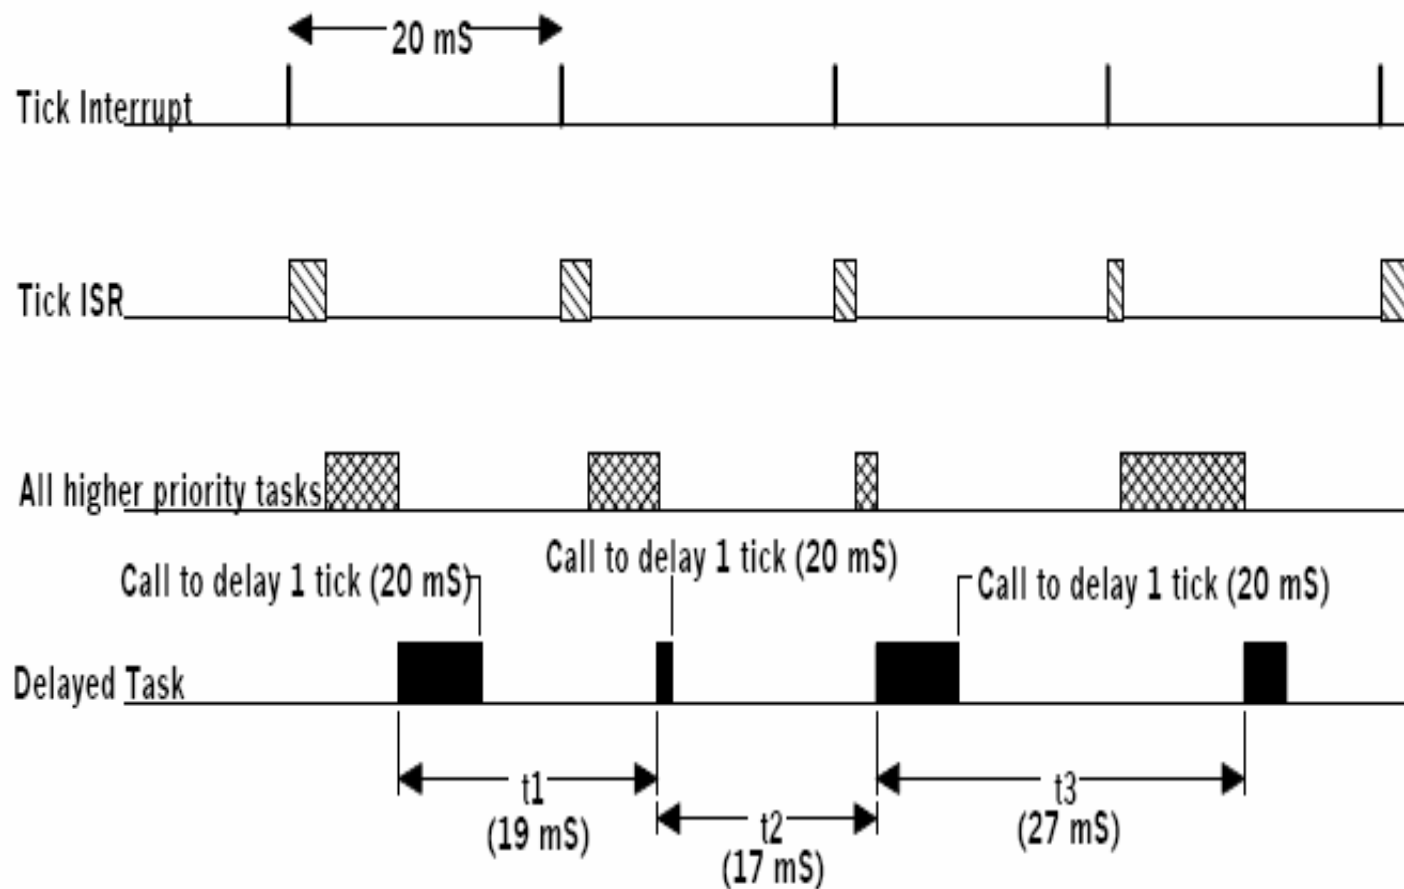 20 mS
Tick Interrupt
Tick ISR
All higher priority tasks
Call to delay 1 tick (20 mS)
Call to delay 1 tick (20 mS)
Call to delay 1 tick (20 mS)
Delayed Task
t1
(19 mS)
t2
(17 mS)
t3
(27 mS)